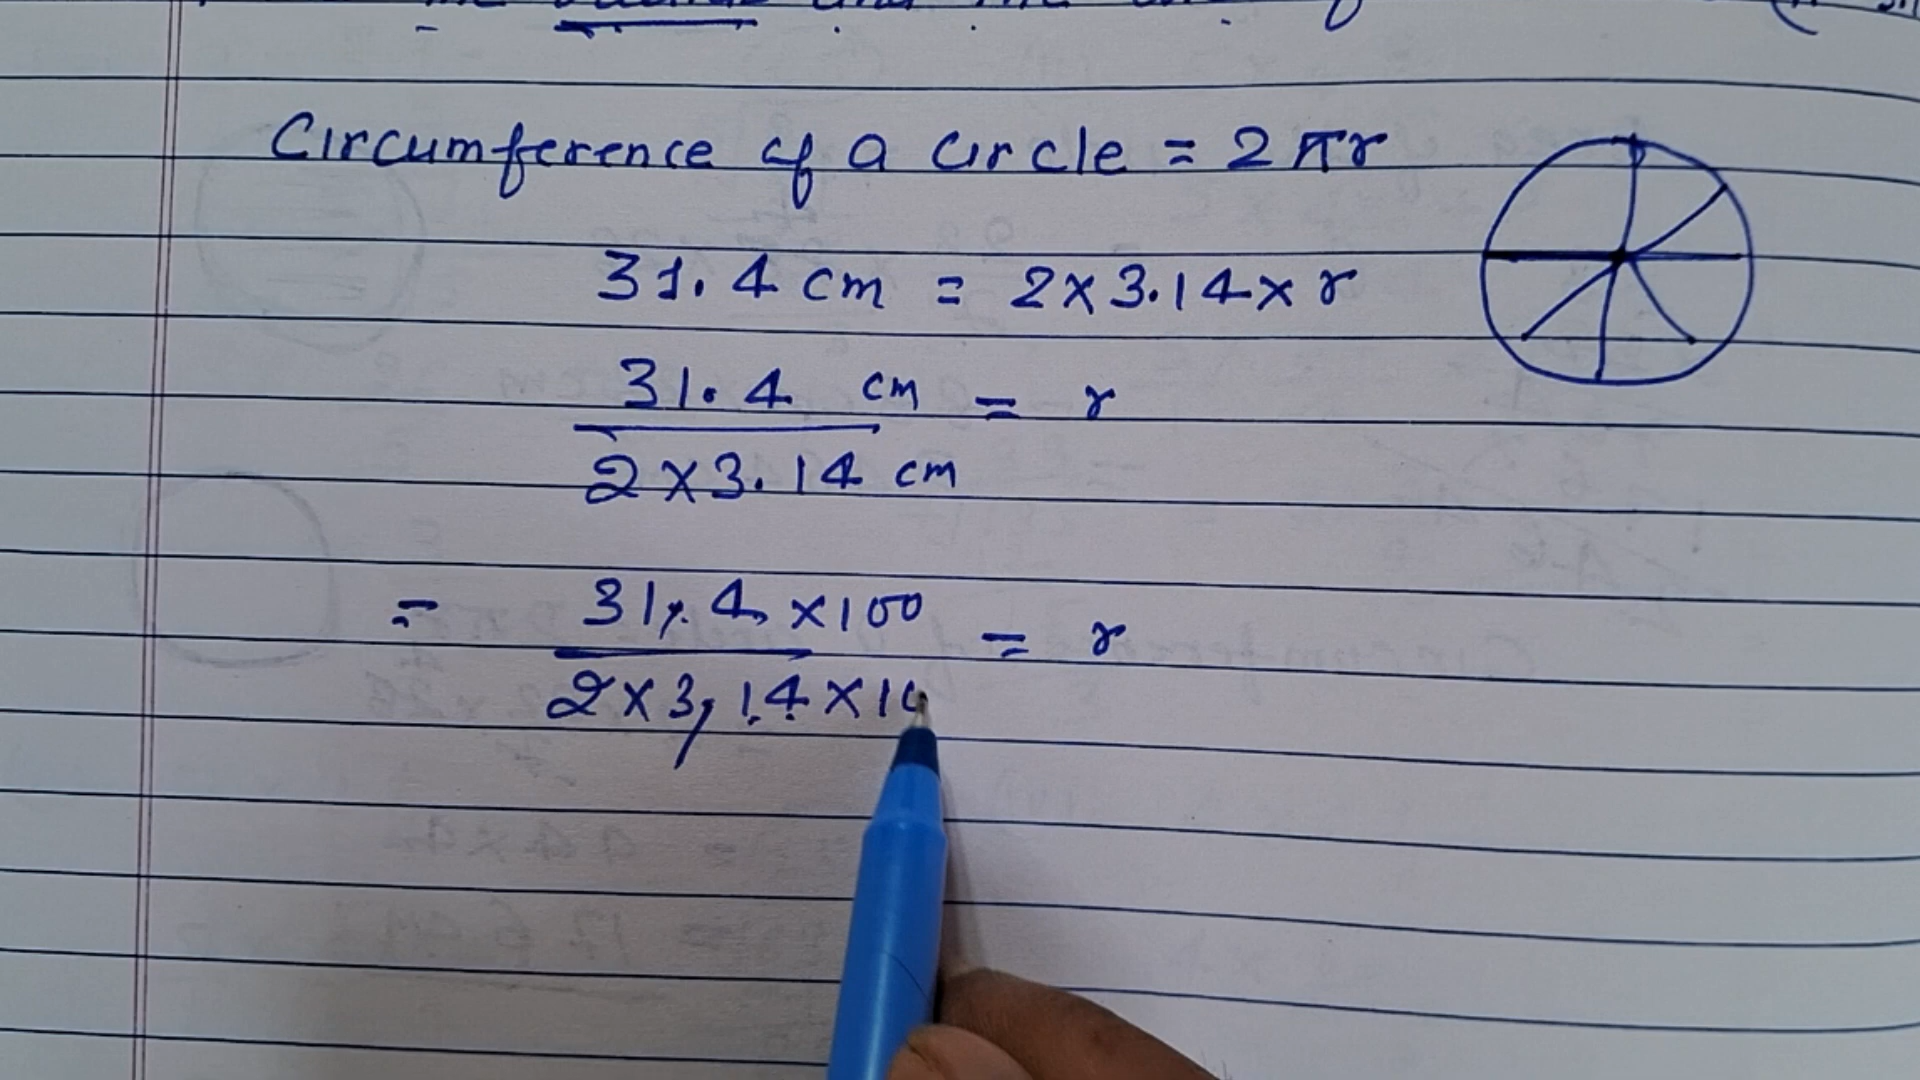 Circumference of a circle = 2πr
31.4 cm = 2×3.14×r
31.4 cm = r
2×3.14 cm
= 31.4×100 = r
2×3.14×10